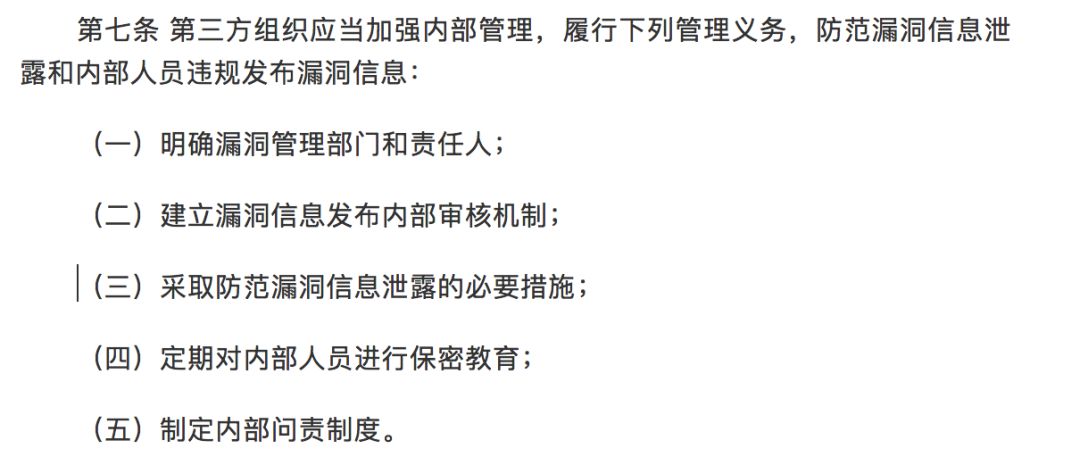 第七条 第三方组织应当加强内部管理，履行下列管理义务，防范漏洞信息泄
露和内部人员违规发布漏洞信息：
（一）明确漏洞管理部门和责任人；
（二）建立漏洞信息发布内部审核机制；
（三）采取防范漏洞信息泄露的必要措施；
（四）定期对内部人员进行保密教育；
（五）制定内部问责制度。